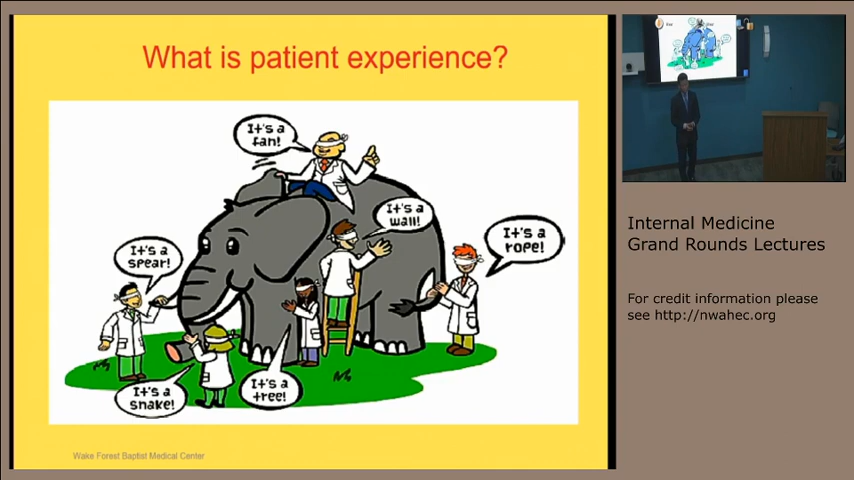 What is patient experience?
It's a
fan!
It's a
wall!
It's a
rope!
It's a
spear!
It's a
snake!
It's a
tree!
Wake Forest Baptist Medical Center
Internal Medicine
Grand Rounds Lectures
For credit information please
see http://nwahec.org